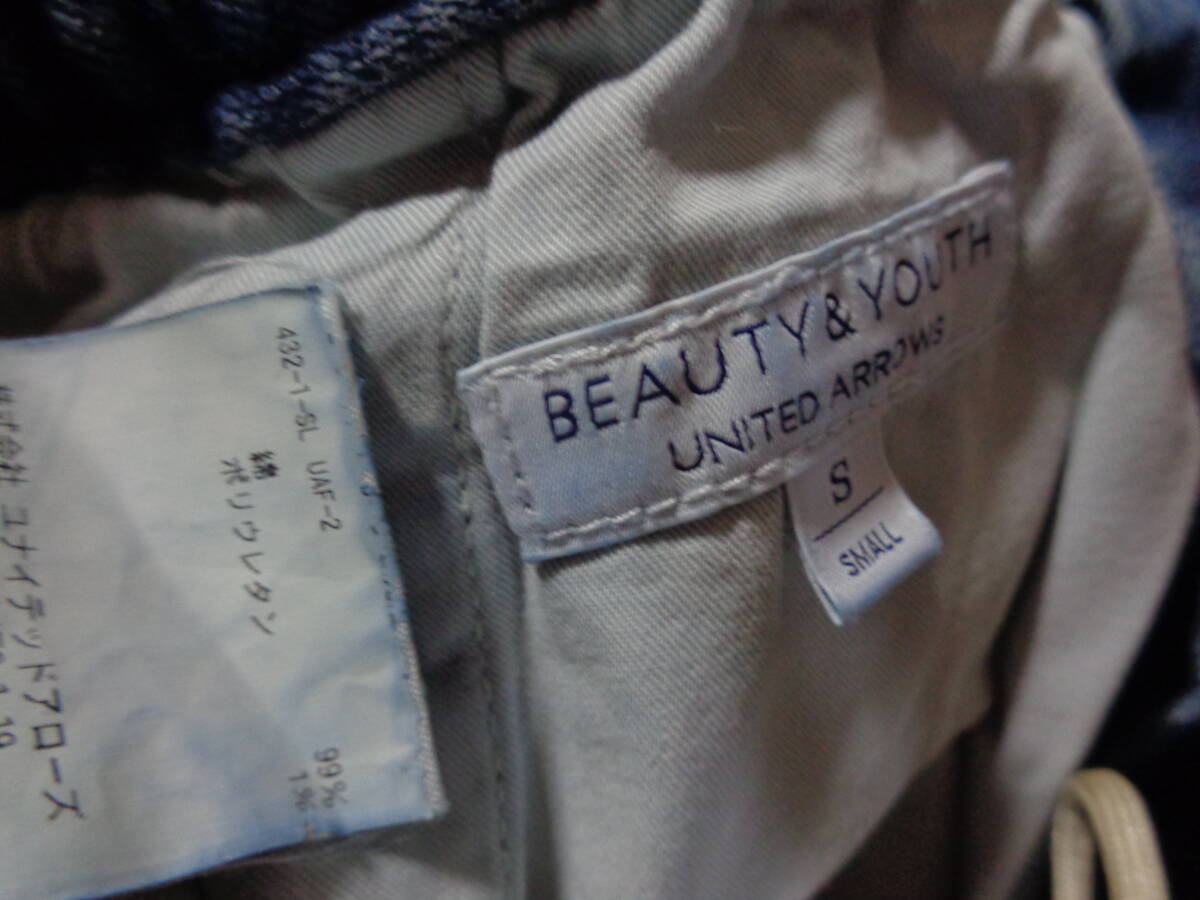 BEAUTY&YOUTH
UNITED ARROWS
S
SMALL
432-1-SL UAF-2
綿 99%
ポリウレタン 1%
株式会社 ユナイテッドアローズ